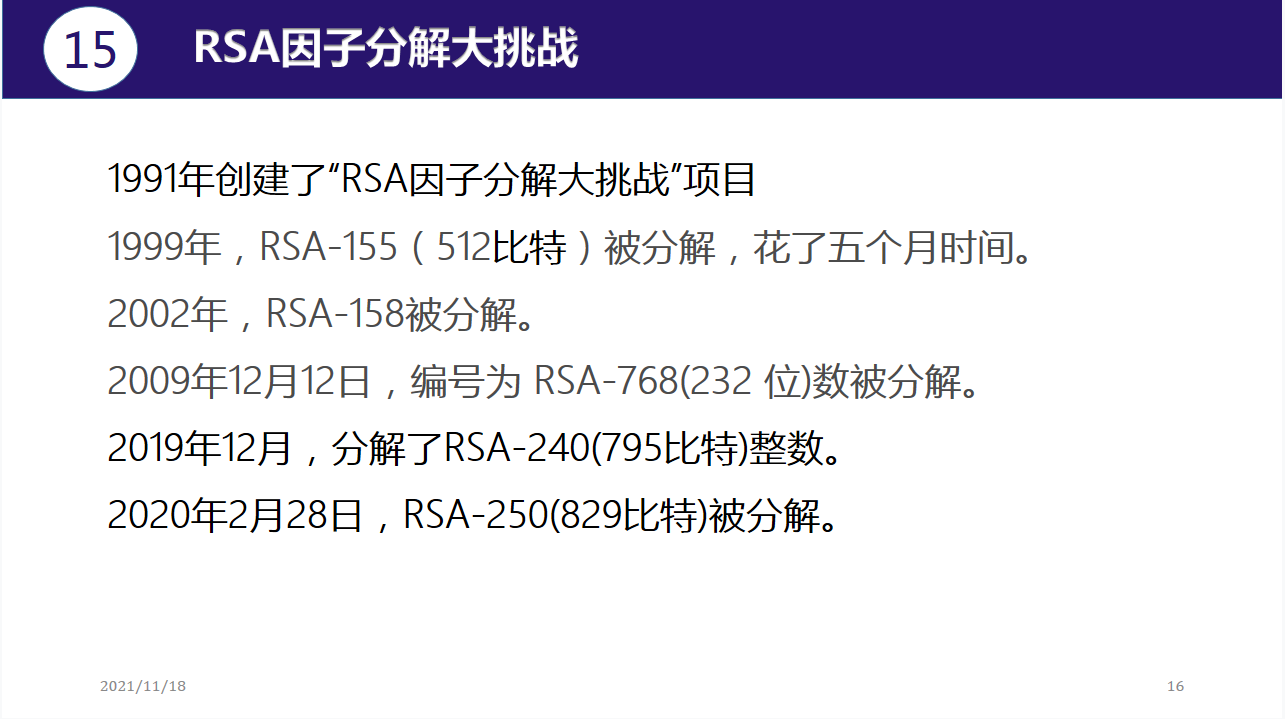 15
RSA因子分解大挑战
1991年创建了“RSA因子分解大挑战”项目
1999年，RSA-155（512比特）被分解，花了五个月时间。
2002年，RSA-158被分解。
2009年12月12日，编号为 RSA-768(232 位)数被分解。
2019年12月，分解了RSA-240(795比特)整数。
2020年2月28日，RSA-250(829比特)被分解。
2021/11/18
16